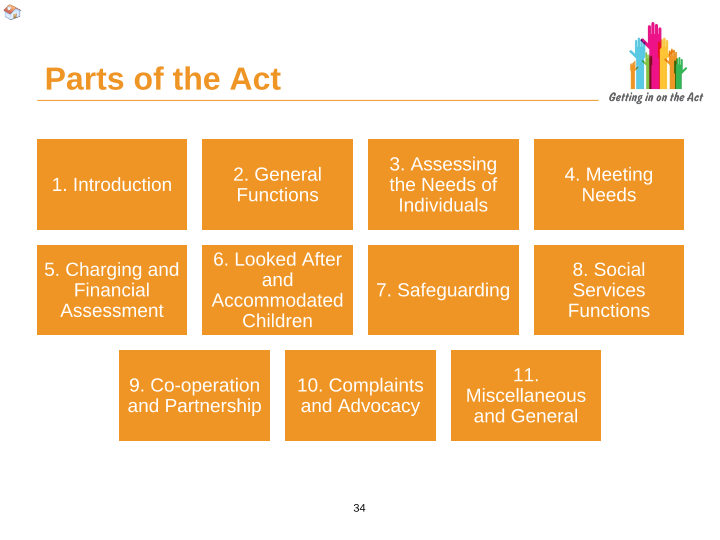 Parts of the Act
Getting in on the Act
1. Introduction
2. General
Functions
3. Assessing
the Needs of
Individuals
4. Meeting
Needs
5. Charging and
Financial
Assessment
6. Looked After
and
Accommodated
Children
7. Safeguarding
8. Social
Services
Functions
9. Co-operation
and Partnership
10. Complaints
and Advocacy
11.
Miscellaneous
and General
34